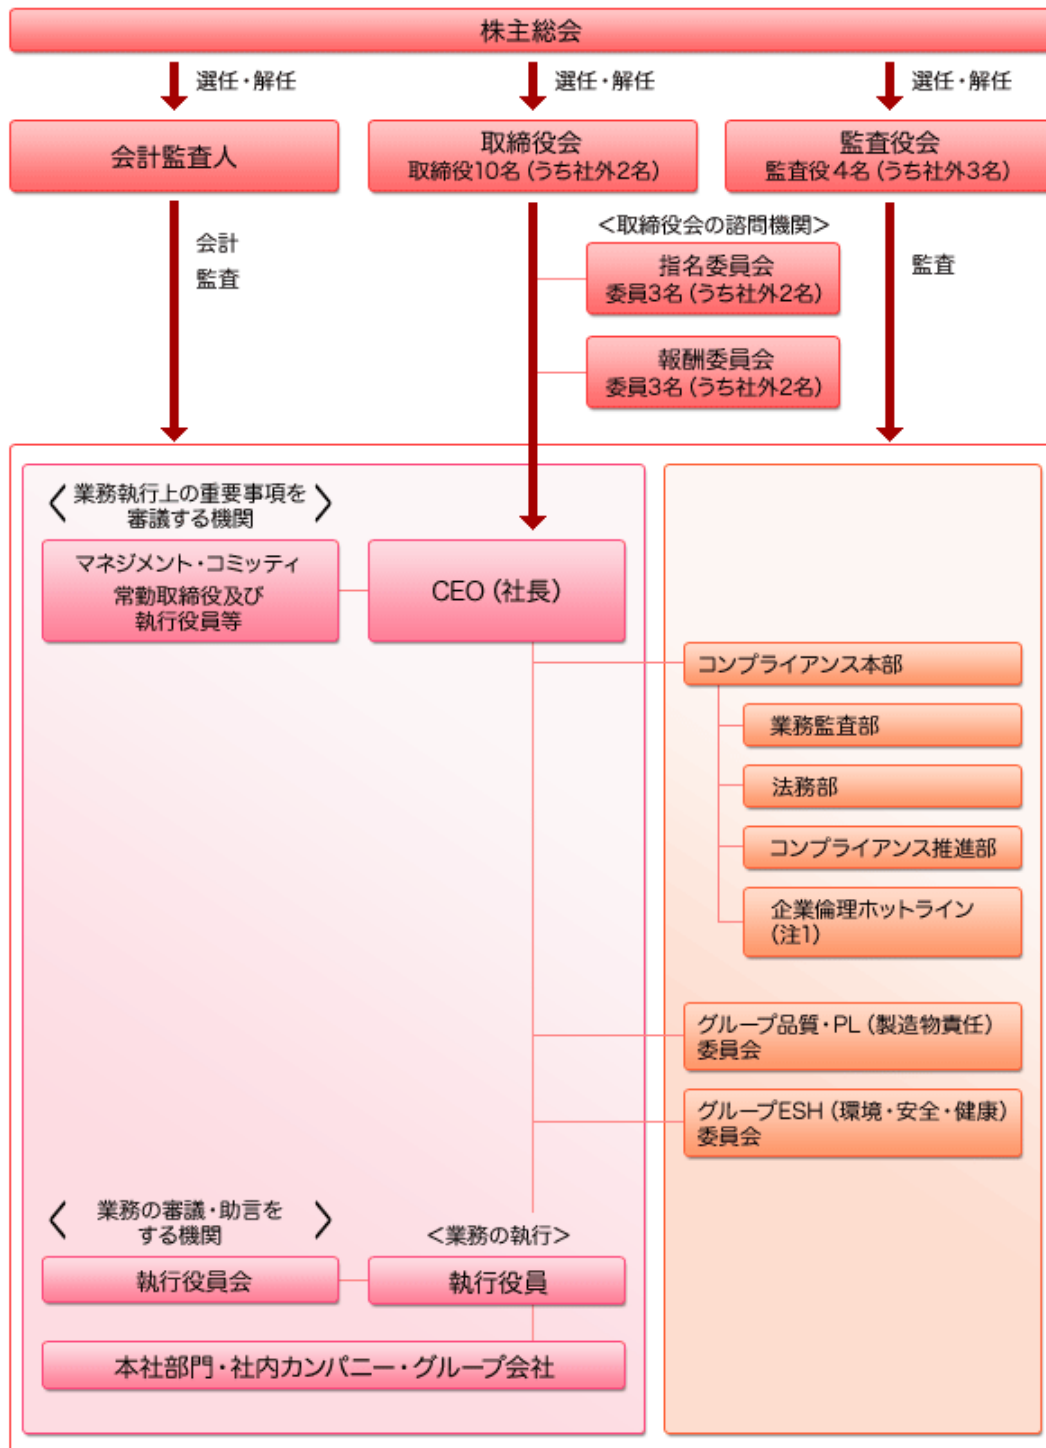 株主総会
選任・解任
選任・解任
選任・解任
会計監査人
取締役会
取締役10名(うち社外2名)
監査役会
監査役4名(うち社外3名)
会計
監査
<取締役会の諮問機関>
指名委員会
委員3名(うち社外2名)
報酬委員会
委員3名(うち社外2名)
監査
〈業務執行上の重要事項を
審議する機関〉
マネジメント・コミッティ
常勤取締役及び
執行役員等
CEO(社長)
コンプライアンス本部
業務監査部
法務部
コンプライアンス推進部
企業倫理ホットライン
(注1)
グループ品質・PL(製造物責任)
委員会
グループESH(環境・安全・健康)
委員会
〈業務の審議・助言を
する機関〉
<業務の執行>
執行役員会
執行役員
本社部門・社内カンパニー・グループ会社